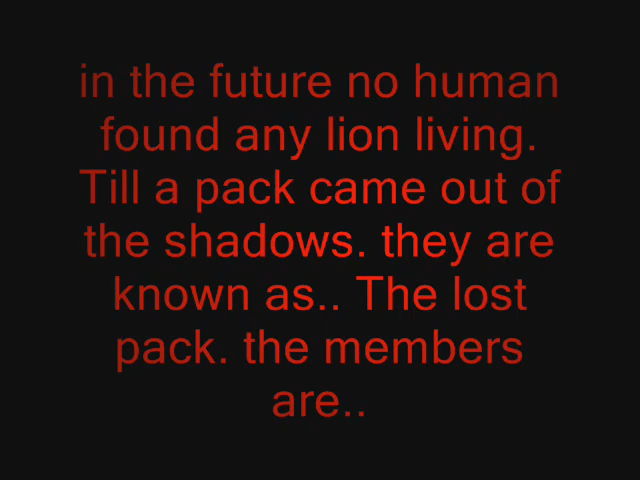 in the future no human
found any lion living.
Till a pack came out of
the shadows. they are
known as.. The lost
pack. the members
are..